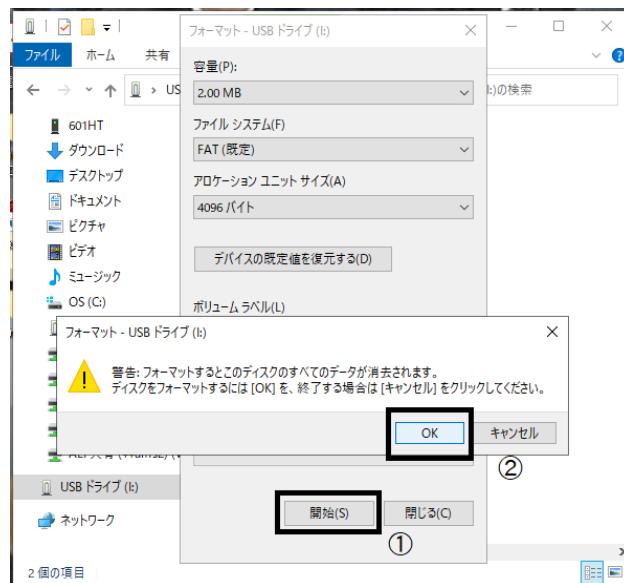 フォーマット - USB ドライブ (I:)
ファイル
ホーム
共有
容量(P):
2.00 MB
US
I:)の検索
ファイル システム(F)
FAT (既定)
アロケーション ユニット サイズ(A)
4096 バイト
デバイスの既定値を復元する(D)
ボリューム ラベル(L)
601HT
ダウンロード
デスクトップ
ドキュメント
ピクチャ
ビデオ
ミュージック
OS (C:)
フォーマット - USB ドライブ (I:)
警告: フォーマットするとこのディスクのすべてのデータが消去されます。
ディスクをフォーマットするには [OK] を、終了する場合は [キャンセル] をクリックしてください。
OK
キャンセル
②
USB ドライブ (I:)
ネットワーク
開始(S)
閉じる(C)
①
2 個の項目